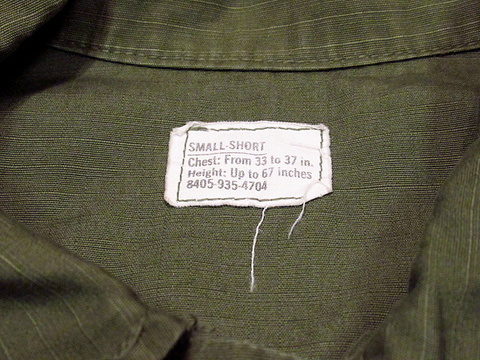 SMALL-SHORT
Chest: From 33 to 37 in.
Height: Up to 67 inches
8405-935-4704